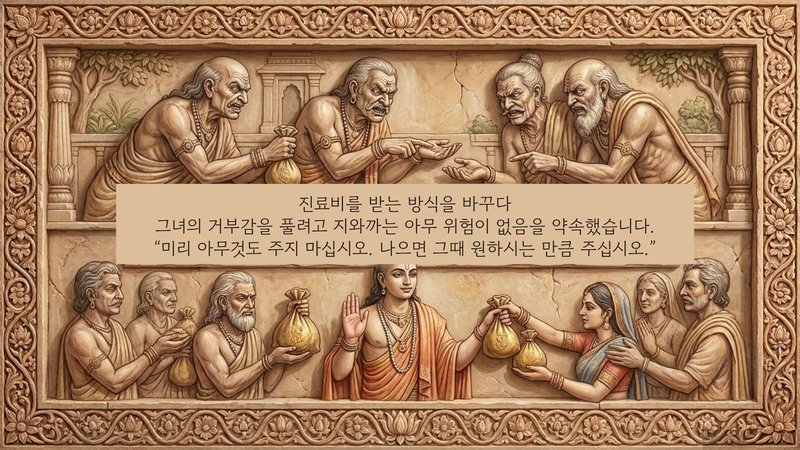 진료비를 받는 방식을 바꾸다
그녀의 거부감을 풀려고 지와까는 아무 위험이 없음을 약속했습니다.
“미리 아무것도 주지 마십시오. 나으면 그때 원하시는 만큼 주십시오.”